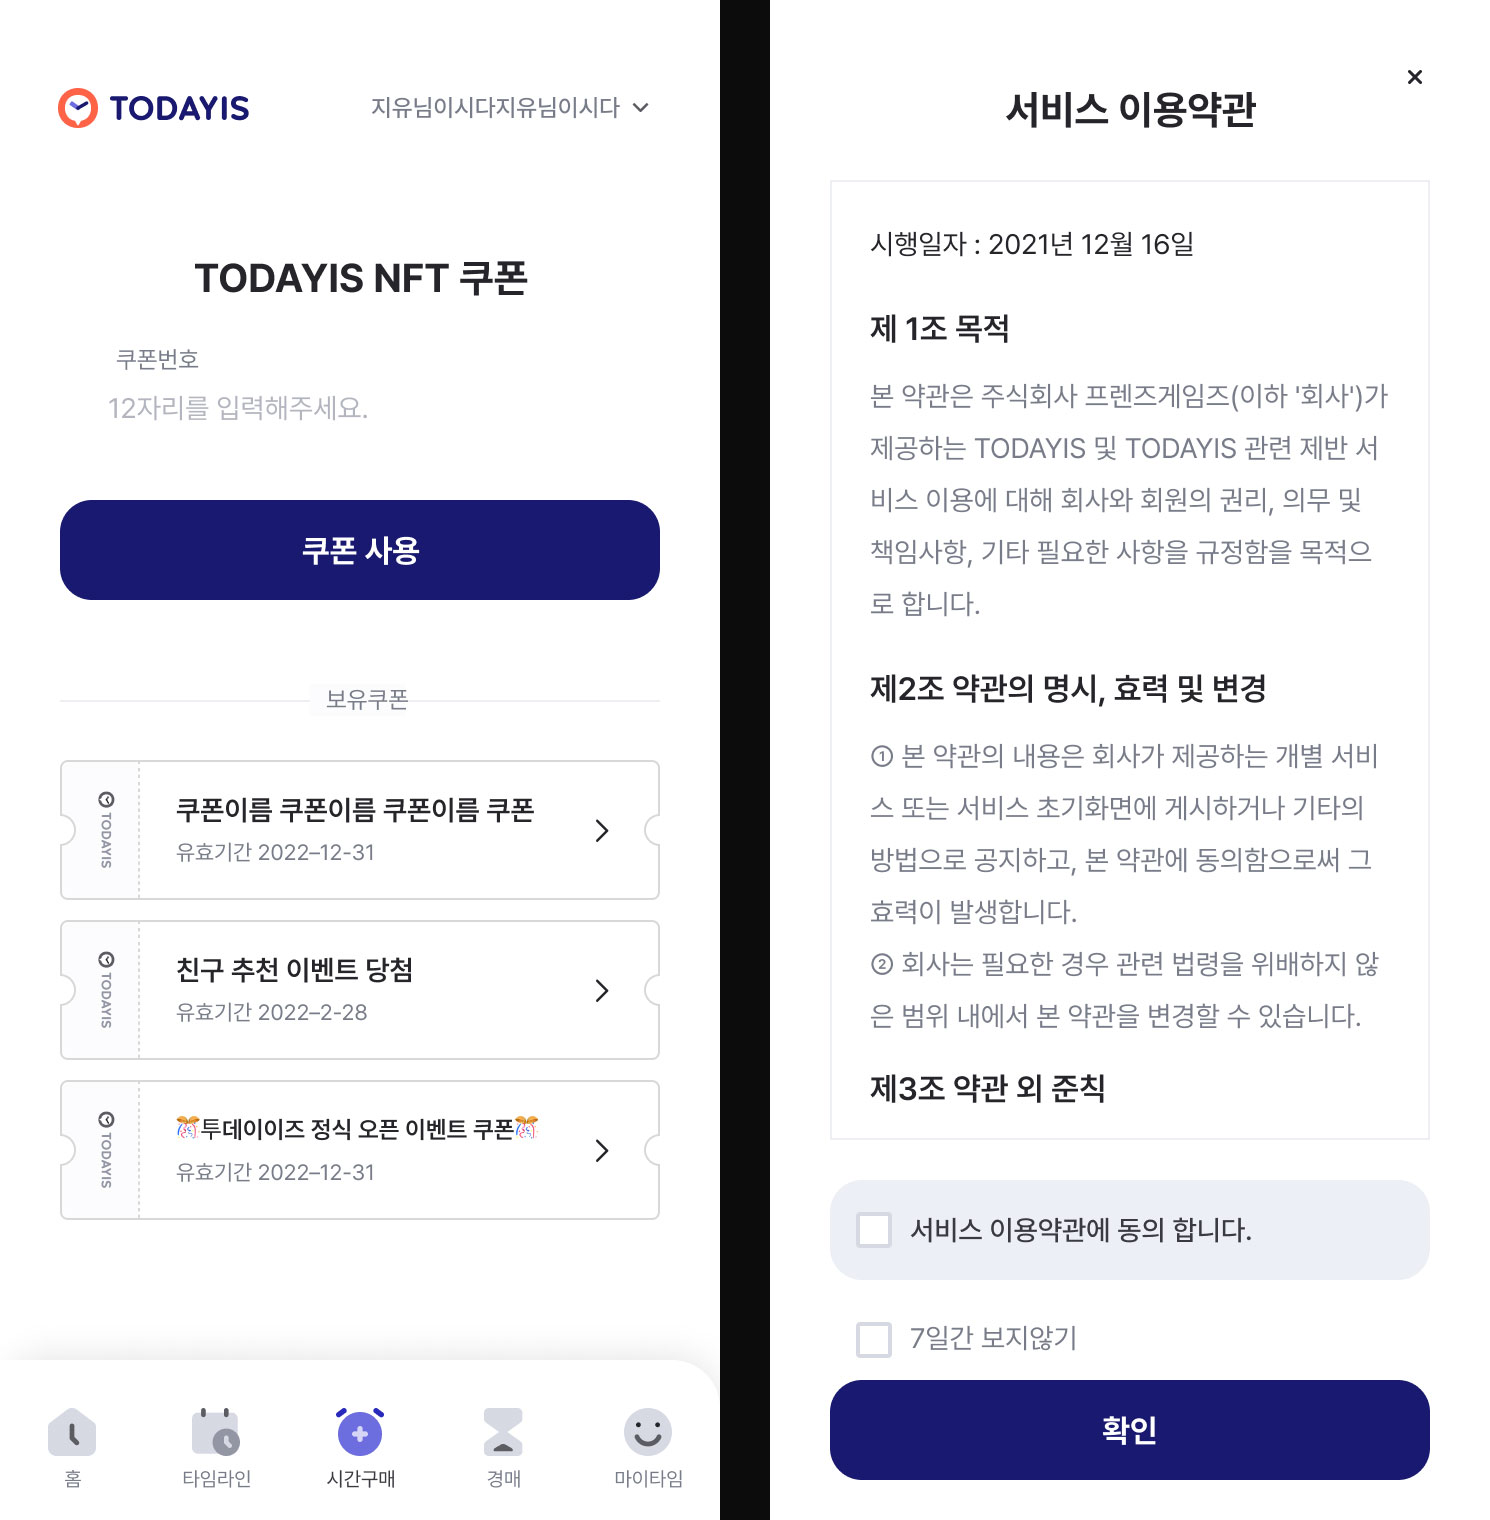 TODAYIS
지유님이시다지유님이시다
TODAYIS NFT 쿠폰
쿠폰번호
12자리를 입력해주세요.
쿠폰 사용
보유쿠폰
TODAYIS
쿠폰이름 쿠폰이름 쿠폰이름 쿠폰
유효기간 2022–12-31
TODAYIS
친구 추천 이벤트 당첨
유효기간 2022–2-28
TODAYIS
🎊투데이이즈 정식 오픈 이벤트 쿠폰🎊
유효기간 2022–12-31
홈
타임라인
시간구매
경매
마이타임
서비스 이용약관
시행일자 : 2021년 12월 16일
제 1조 목적
본 약관은 주식회사 프렌즈게임즈(이하 '회사')가
제공하는 TODAYIS 및 TODAYIS 관련 제반 서
비스 이용에 대해 회사와 회원의 권리, 의무 및
책임사항, 기타 필요한 사항을 규정함을 목적으
로 합니다.
제2조 약관의 명시, 효력 및 변경
① 본 약관의 내용은 회사가 제공하는 개별 서비
스 또는 서비스 초기화면에 게시하거나 기타의
방법으로 공지하고, 본 약관에 동의함으로써 그
효력이 발생합니다.
② 회사는 필요한 경우 관련 법령을 위배하지 않
은 범위 내에서 본 약관을 변경할 수 있습니다.
제3조 약관 외 준칙
서비스 이용약관에 동의 합니다.
7일간 보지않기
확인